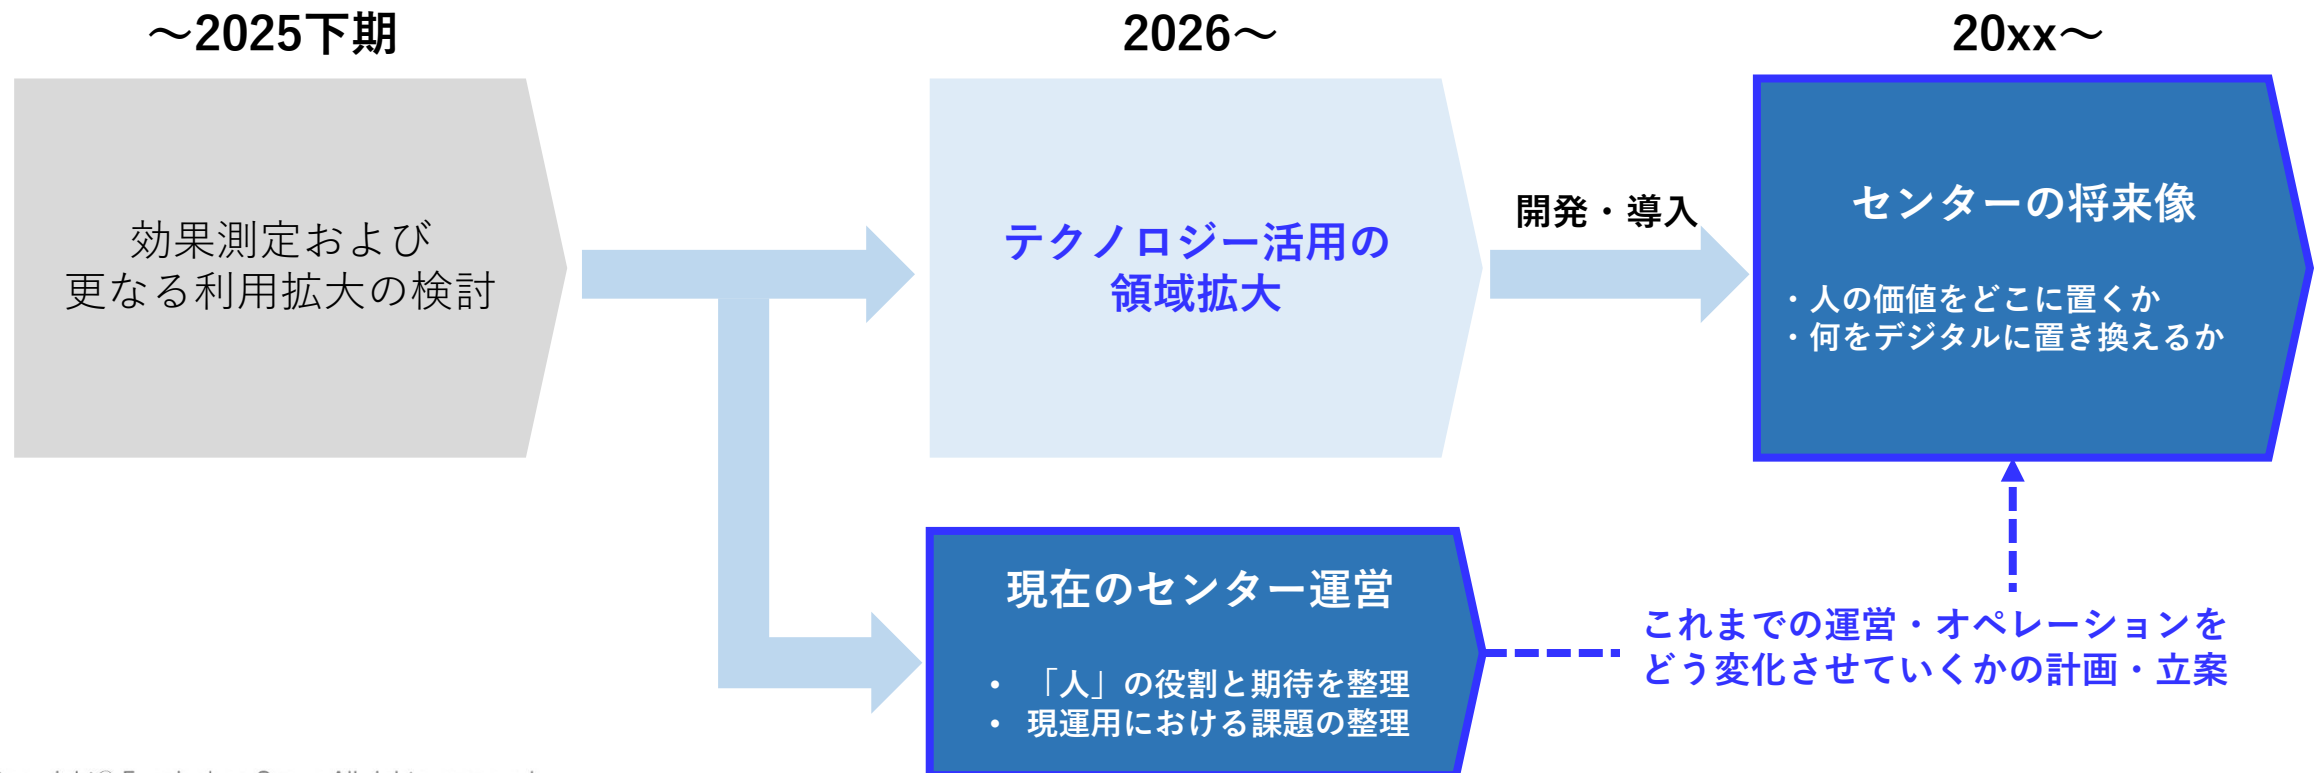 ～2025下期
2026～
20xx～
効果測定および
更なる利用拡大の検討
テクノロジー活用の
領域拡大
開発・導入
センターの将来像
・人の価値をどこに置くか
・何をデジタルに置き換えるか
現在のセンター運営
• 「人」の役割と期待を整理
• 現運用における課題の整理
これまでの運営・オペレーションを
どう変化させていくかの計画・立案